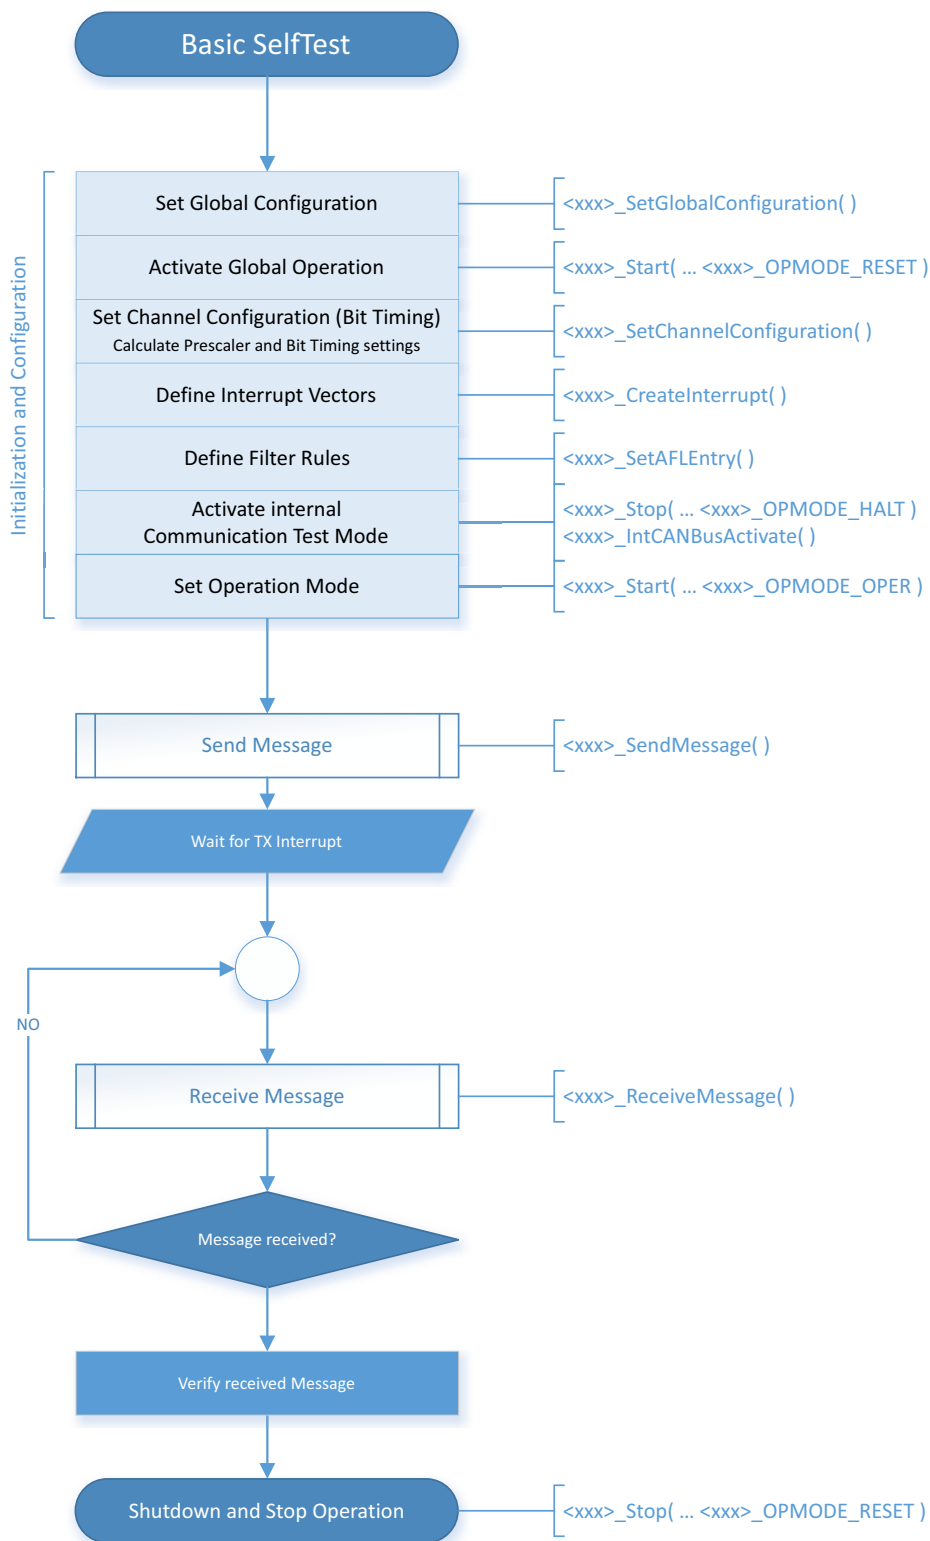 Basic SelfTest
Initialization and Configuration
Set Global Configuration
<xxx>_SetGlobalConfiguration( )
Activate Global Operation
<xxx>_Start( ... <xxx>_OPMODE_RESET )
Set Channel Configuration (Bit Timing)
Calculate Prescaler and Bit Timing settings
<xxx>_SetChannelConfiguration( )
Define Interrupt Vectors
<xxx>_CreateInterrupt( )
Define Filter Rules
<xxx>_SetAFLEntry( )
Activate internal
Communication Test Mode
<xxx>_Stop( ... <xxx>_OPMODE_HALT )
<xxx>_IntCANBusActivate( )
Set Operation Mode
<xxx>_Start( ... <xxx>_OPMODE_OPER )
Send Message
<xxx>_SendMessage( )
Wait for TX Interrupt
NO
Receive Message
<xxx>_ReceiveMessage( )
Message received?
Verify received Message
Shutdown and Stop Operation
<xxx>_Stop( ... <xxx>_OPMODE_RESET )